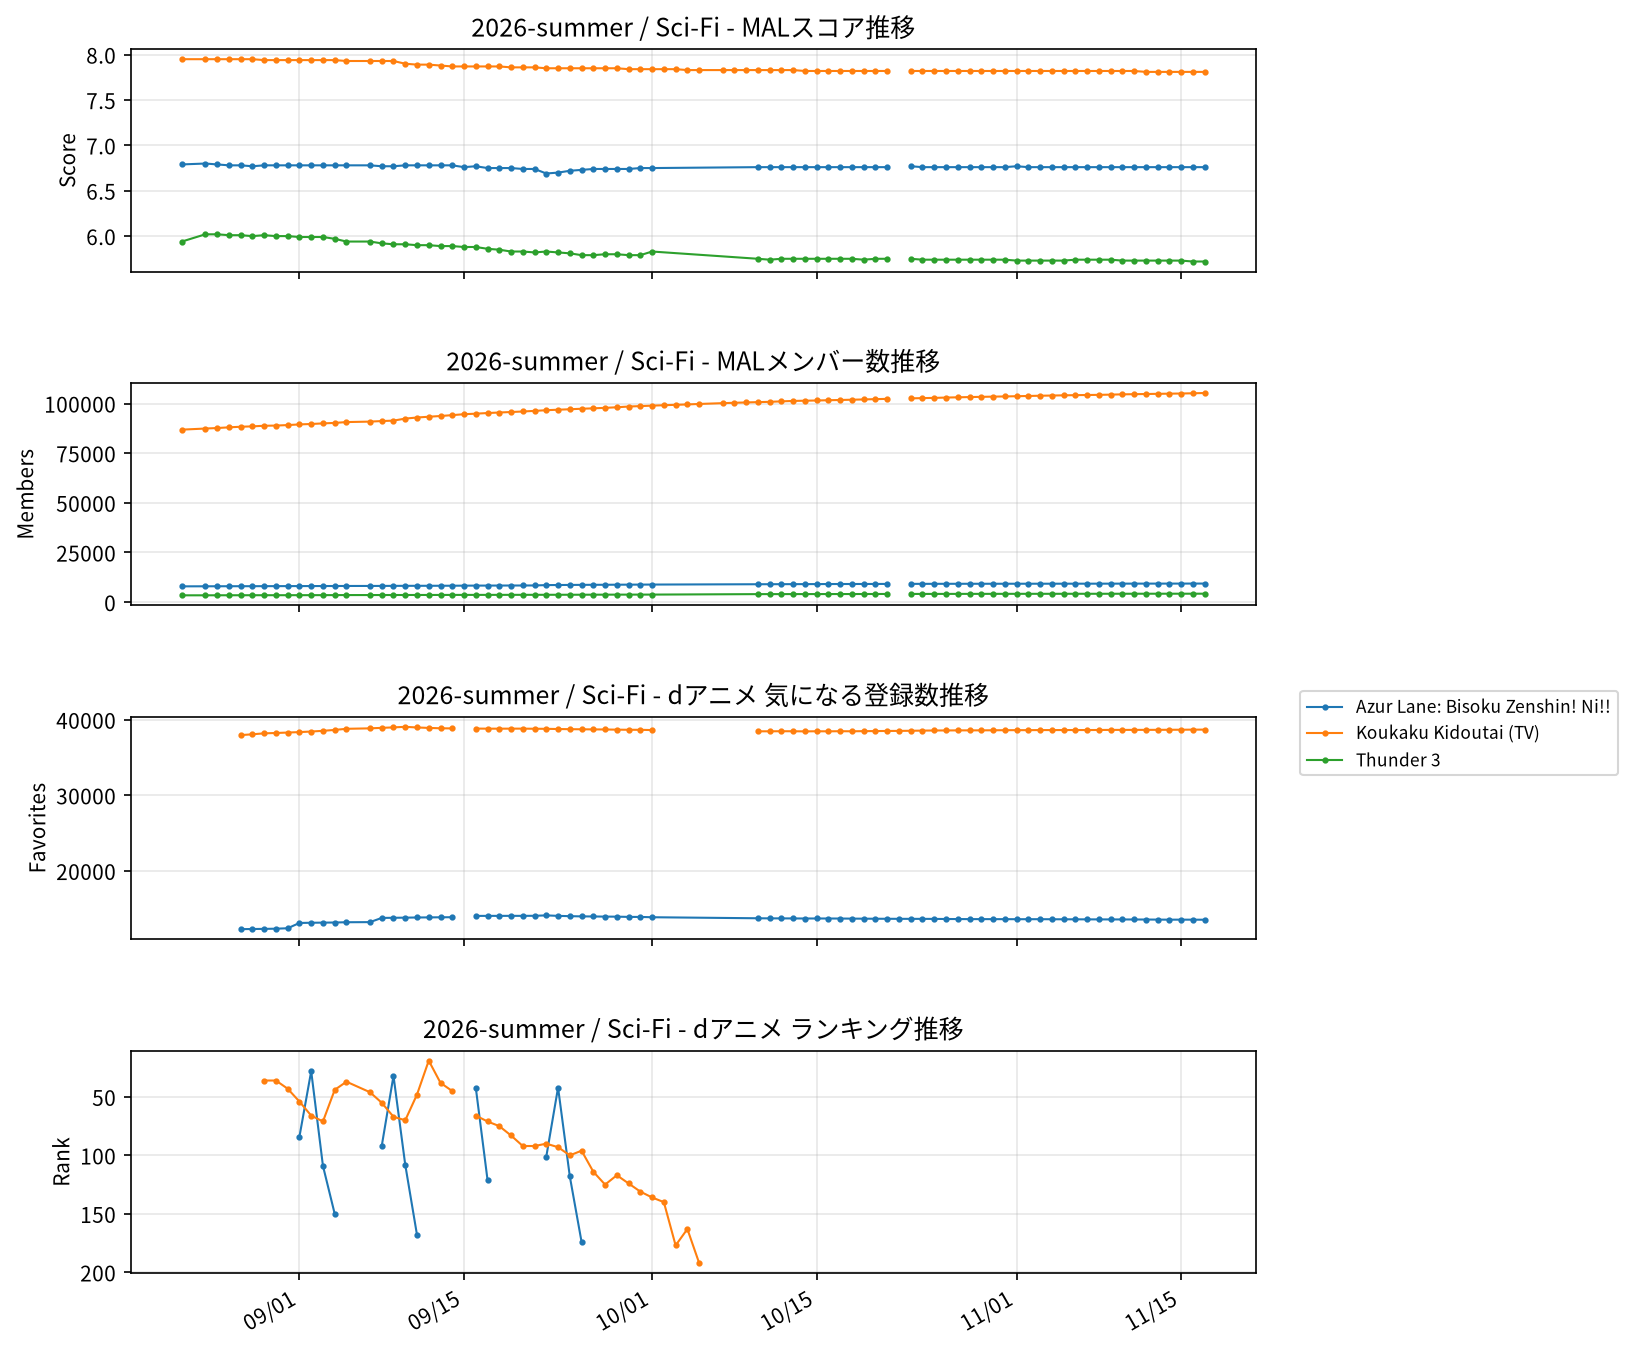 2026-summer / Sci-Fi - MALスコア推移
8.0
7.5
7.0
6.5
6.0
Score
2026-summer / Sci-Fi - MALメンバー数推移
100000
75000
50000
25000
0
Members
2026-summer / Sci-Fi - dアニメ 気になる登録数推移
40000
30000
20000
Favorites
Azur Lane: Bisoku Zenshin! Ni!!
Koukaku Kidoutai (TV)
Thunder 3
2026-summer / Sci-Fi - dアニメ ランキング推移
50
100
150
200
Rank
09/01
09/15
10/01
10/15
11/01
11/15